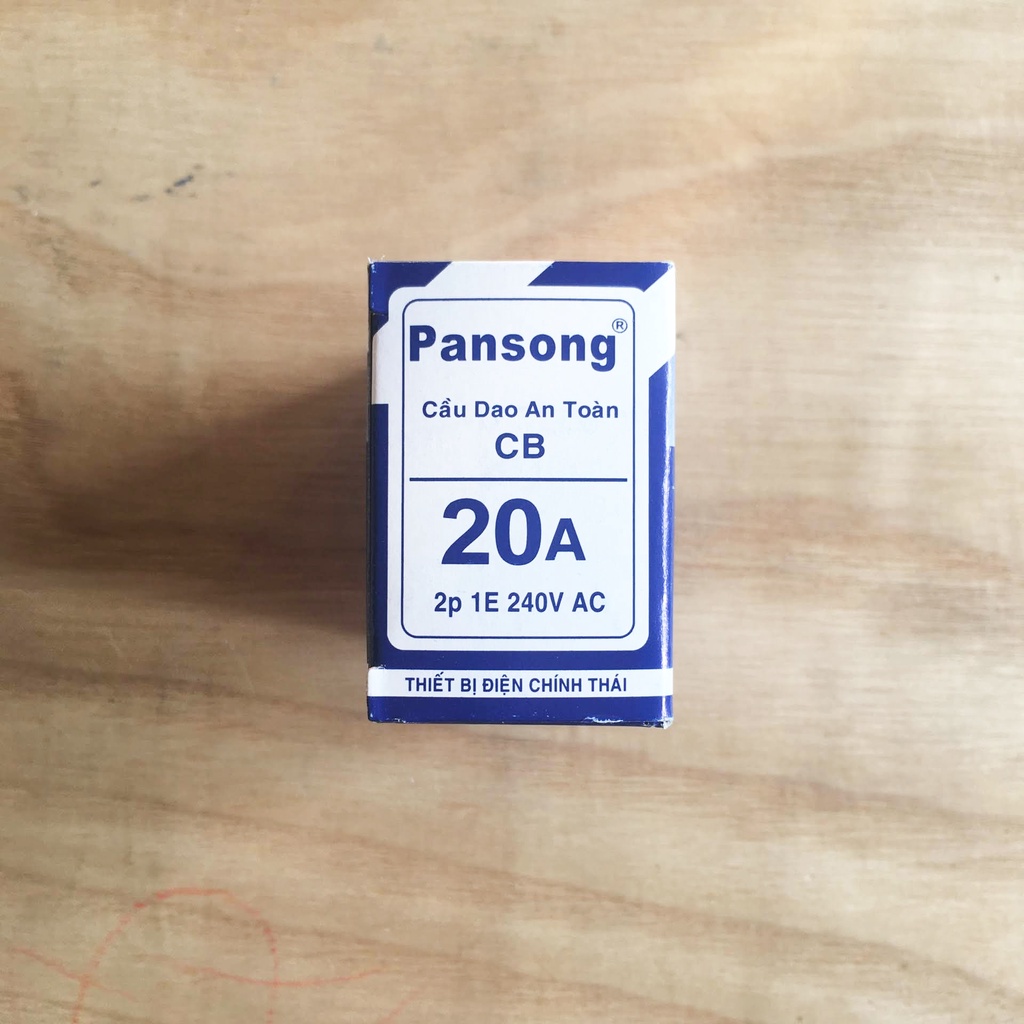 Pansong®
Cầu Dao An Toàn
CB
20A
2p 1E 240V AC
THIẾT BỊ ĐIỆN CHÍNH THÁI